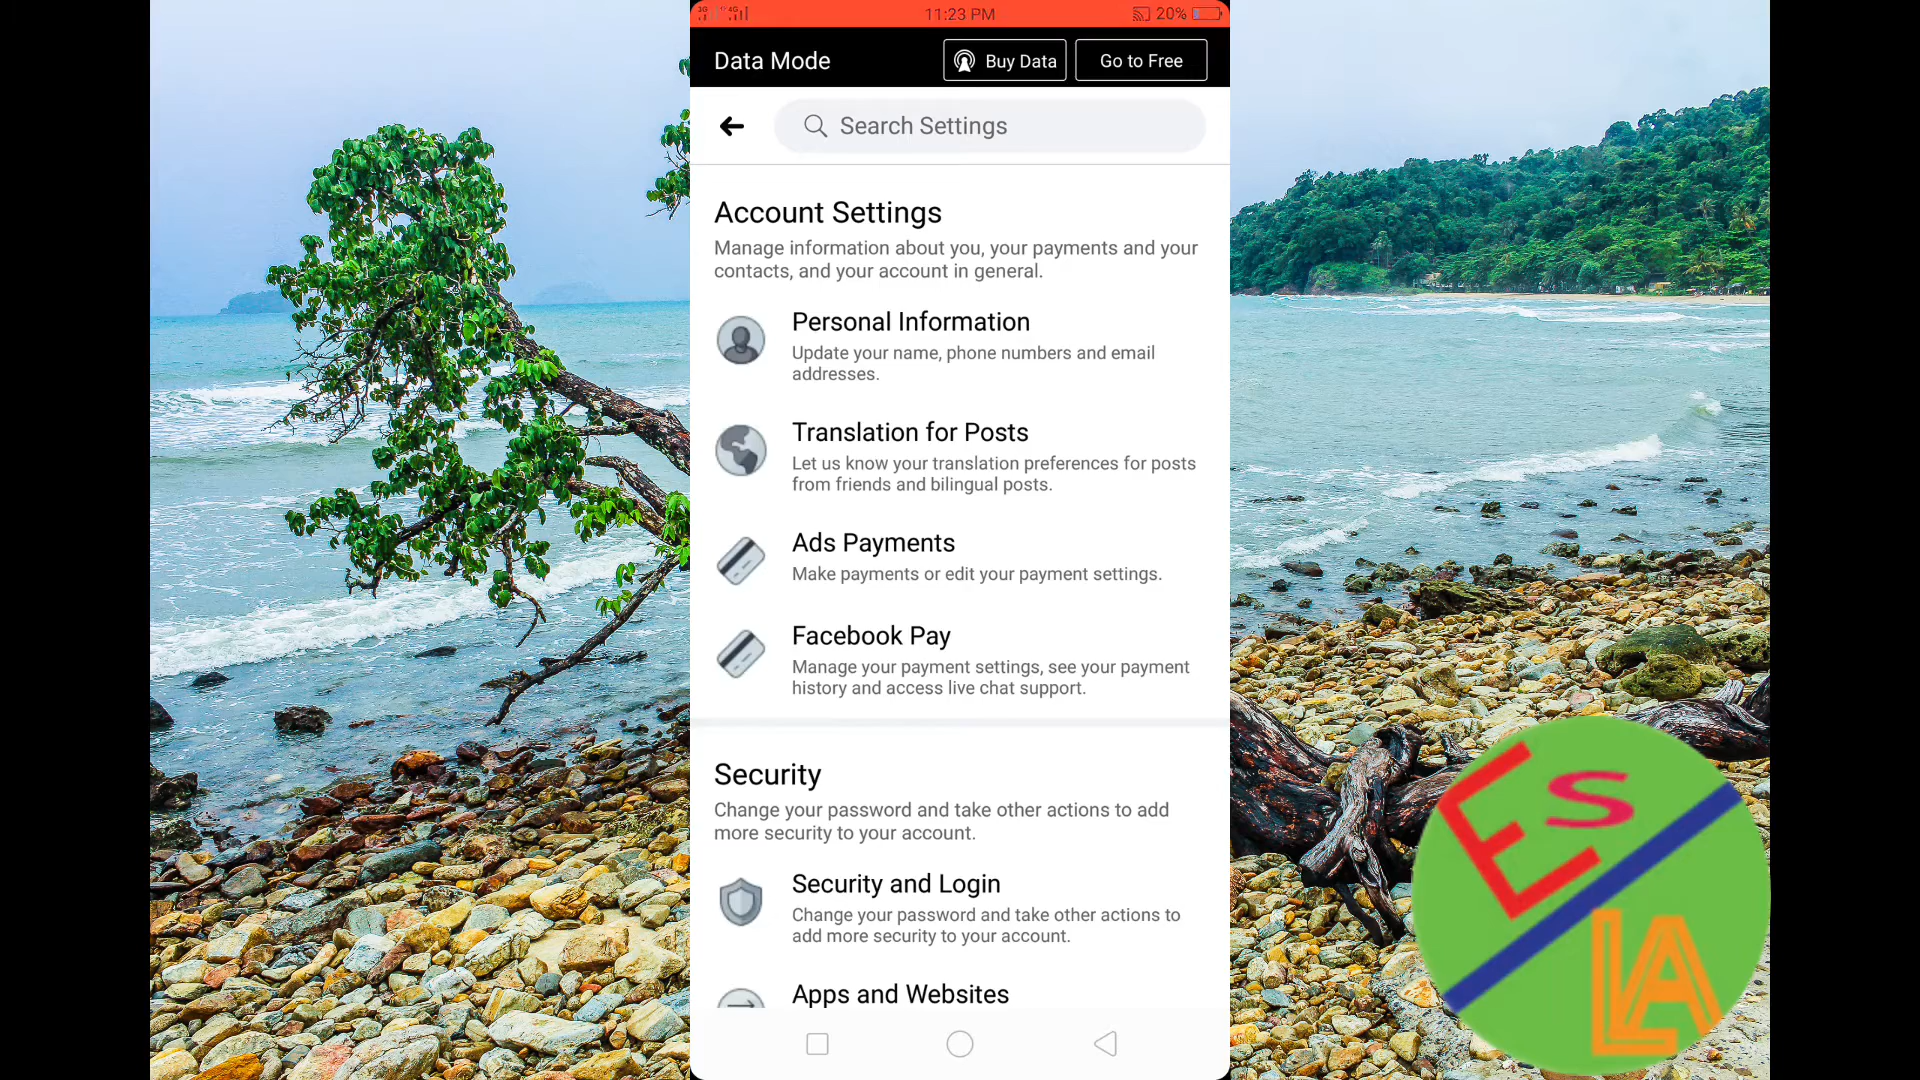 3G 4G 11:23 PM 20%
Data Mode Buy Data Go to Free
Search Settings
Account Settings
Manage information about you, your payments and your
contacts, and your account in general.
Personal Information
Update your name, phone numbers and email
addresses.
Translation for Posts
Let us know your translation preferences for posts
from friends and bilingual posts.
Ads Payments
Make payments or edit your payment settings.
Facebook Pay
Manage your payment settings, see your payment
history and access live chat support.
Security
Change your password and take other actions to add
more security to your account.
Security and Login
Change your password and take other actions to
add more security to your account.
Apps and Websites
ES
LA